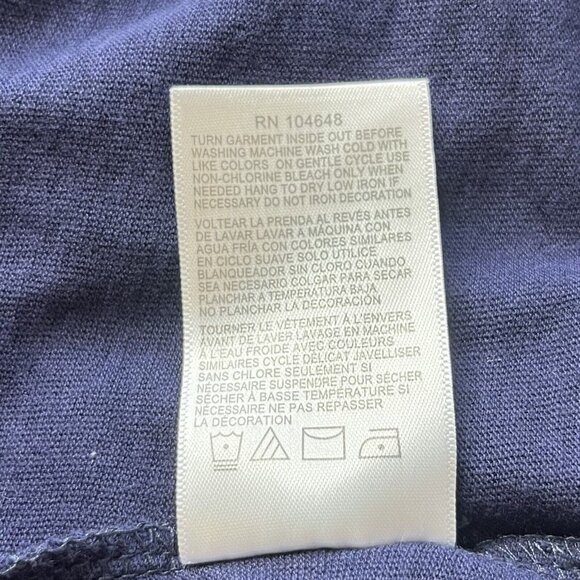 RN 104648
TURN GARMENT INSIDE OUT BEFORE
WASHING MACHINE WASH COLD WITH
LIKE COLORS ON GENTLE CYCLE USE
NON-CHLORINE BLEACH ONLY WHEN
NEEDED HANG TO DRY LOW IRON IF
NECESSARY DO NOT IRON DECORATION
VOLTEAR LA PRENDA AL REVÉS ANTES
DE LAVAR LAVAR A MÁQUINA CON
AGUA FRÍA CON COLORES SIMILARES
EN CICLO SUAVE SOLO UTILICE
BLANQUEADOR SIN CLORO CUANDO
SEA NECESARIO COLGAR PARA SECAR
PLANCHAR A TEMPERATURA BAJA
NO PLANCHAR LA DECORACIÓN
TOURNER LE VÊTEMENT À L'ENVERS
AVANT DE LAVER LAVAGE EN MACHINE
À L'EAU FROIDE AVEC COULEURS
SIMILAIRES CYCLE DÉLICAT JAVELLISER
SANS CHLORE SEULEMENT SI
NÉCESSAIRE SUSPENDRE POUR SÉCHER
SÉCHER À BASSE TEMPÉRATURE SI
NÉCESSAIRE NE PAS REPASSER
LA DÉCORATION